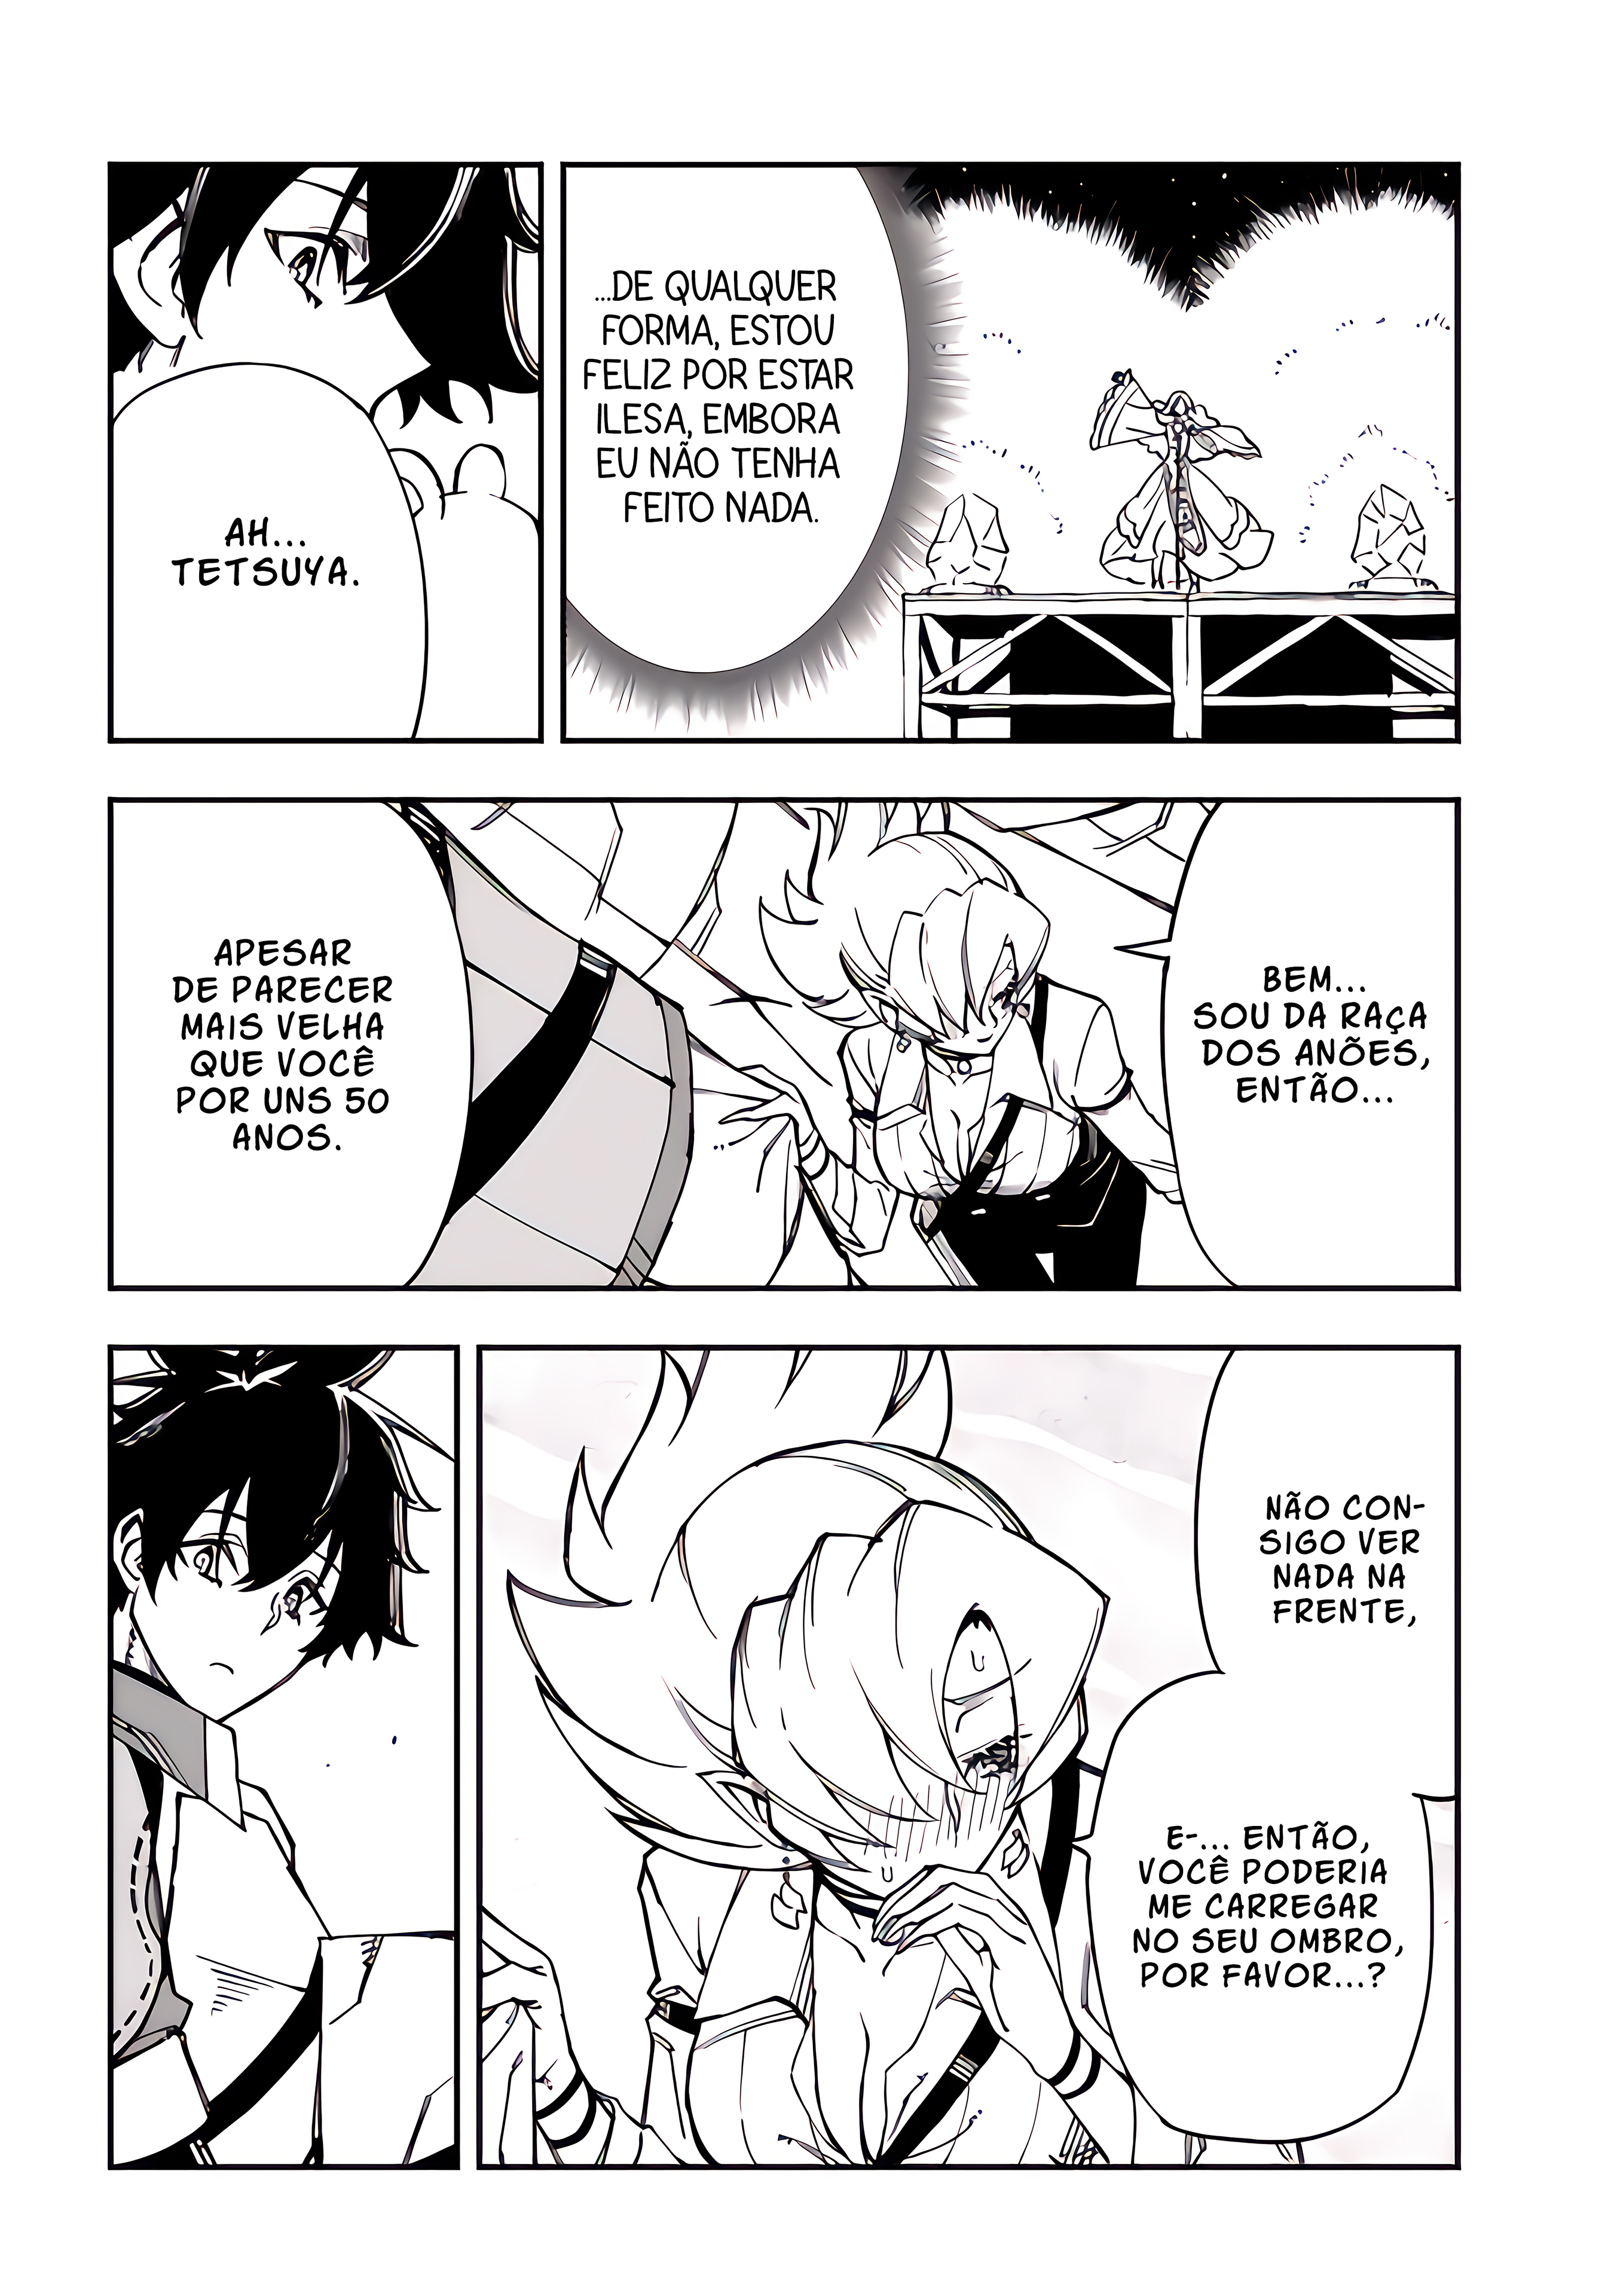 ...DE QUALQUER
FORMA, ESTOU
FELIZ POR ESTAR
ILESA, EMBORA
EU NÃO TENHA
FEITO NADA.
AH...
TETSUYA.
BEM...
SOU DA RAÇA
DOS ANÕES,
ENTÃO...
APESAR
DE PARECER
MAIS VELHA
QUE VOCÊ
POR UNS 50
ANOS.
NÃO CON-
SIGO VER
NADA NA
FRENTE,
E-... ENTÃO,
VOCÊ PODERIA
ME CARREGAR
NO SEU OMBRO,
POR FAVOR...?